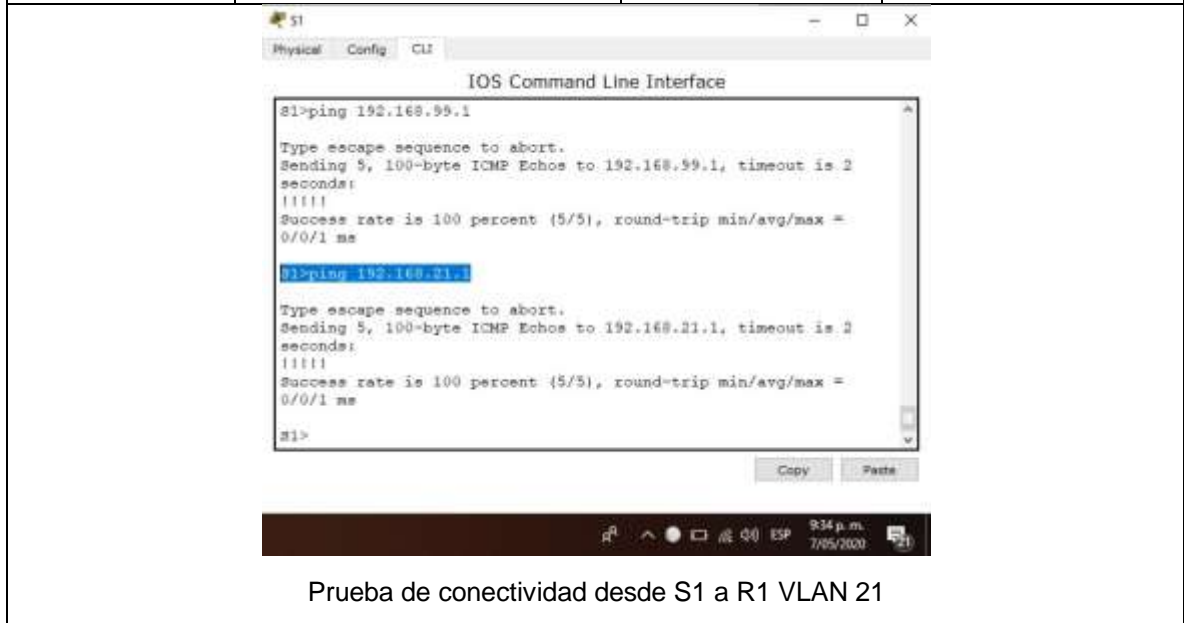 S1
Physical Config CLI
IOS Command Line Interface
S1>ping 192.168.99.1
Type escape sequence to abort.
Sending 5, 100-byte ICMP Echos to 192.168.99.1, timeout is 2
seconds:
!!!!!
Success rate is 100 percent (5/5), round-trip min/avg/max =
0/0/1 ms
S1>ping 192.168.21.1
Type escape sequence to abort.
Sending 5, 100-byte ICMP Echos to 192.168.21.1, timeout is 2
seconds:
!!!!!
Success rate is 100 percent (5/5), round-trip min/avg/max =
0/0/1 ms
S1>
Copy Paste
ESP 9:34 p. m.
7/05/2020 21
Prueba de conectividad desde S1 a R1 VLAN 21